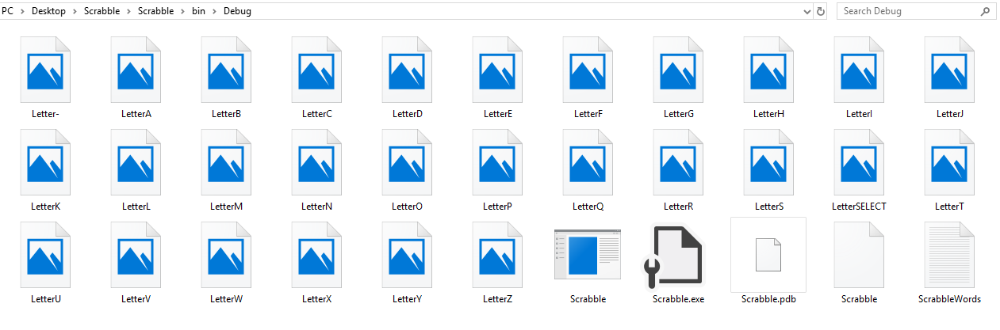 PC > Desktop > Scrabble > Scrabble > bin > Debug
Search Debug
Letter- LetterA LetterB LetterC LetterD LetterE LetterF LetterG LetterH LetterI LetterJ
LetterK LetterL LetterM LetterN LetterO LetterP LetterQ LetterR LetterS LetterSELECT LetterT
LetterU LetterV LetterW LetterX LetterY LetterZ Scrabble Scrabble.exe Scrabble.pdb Scrabble ScrabbleWords